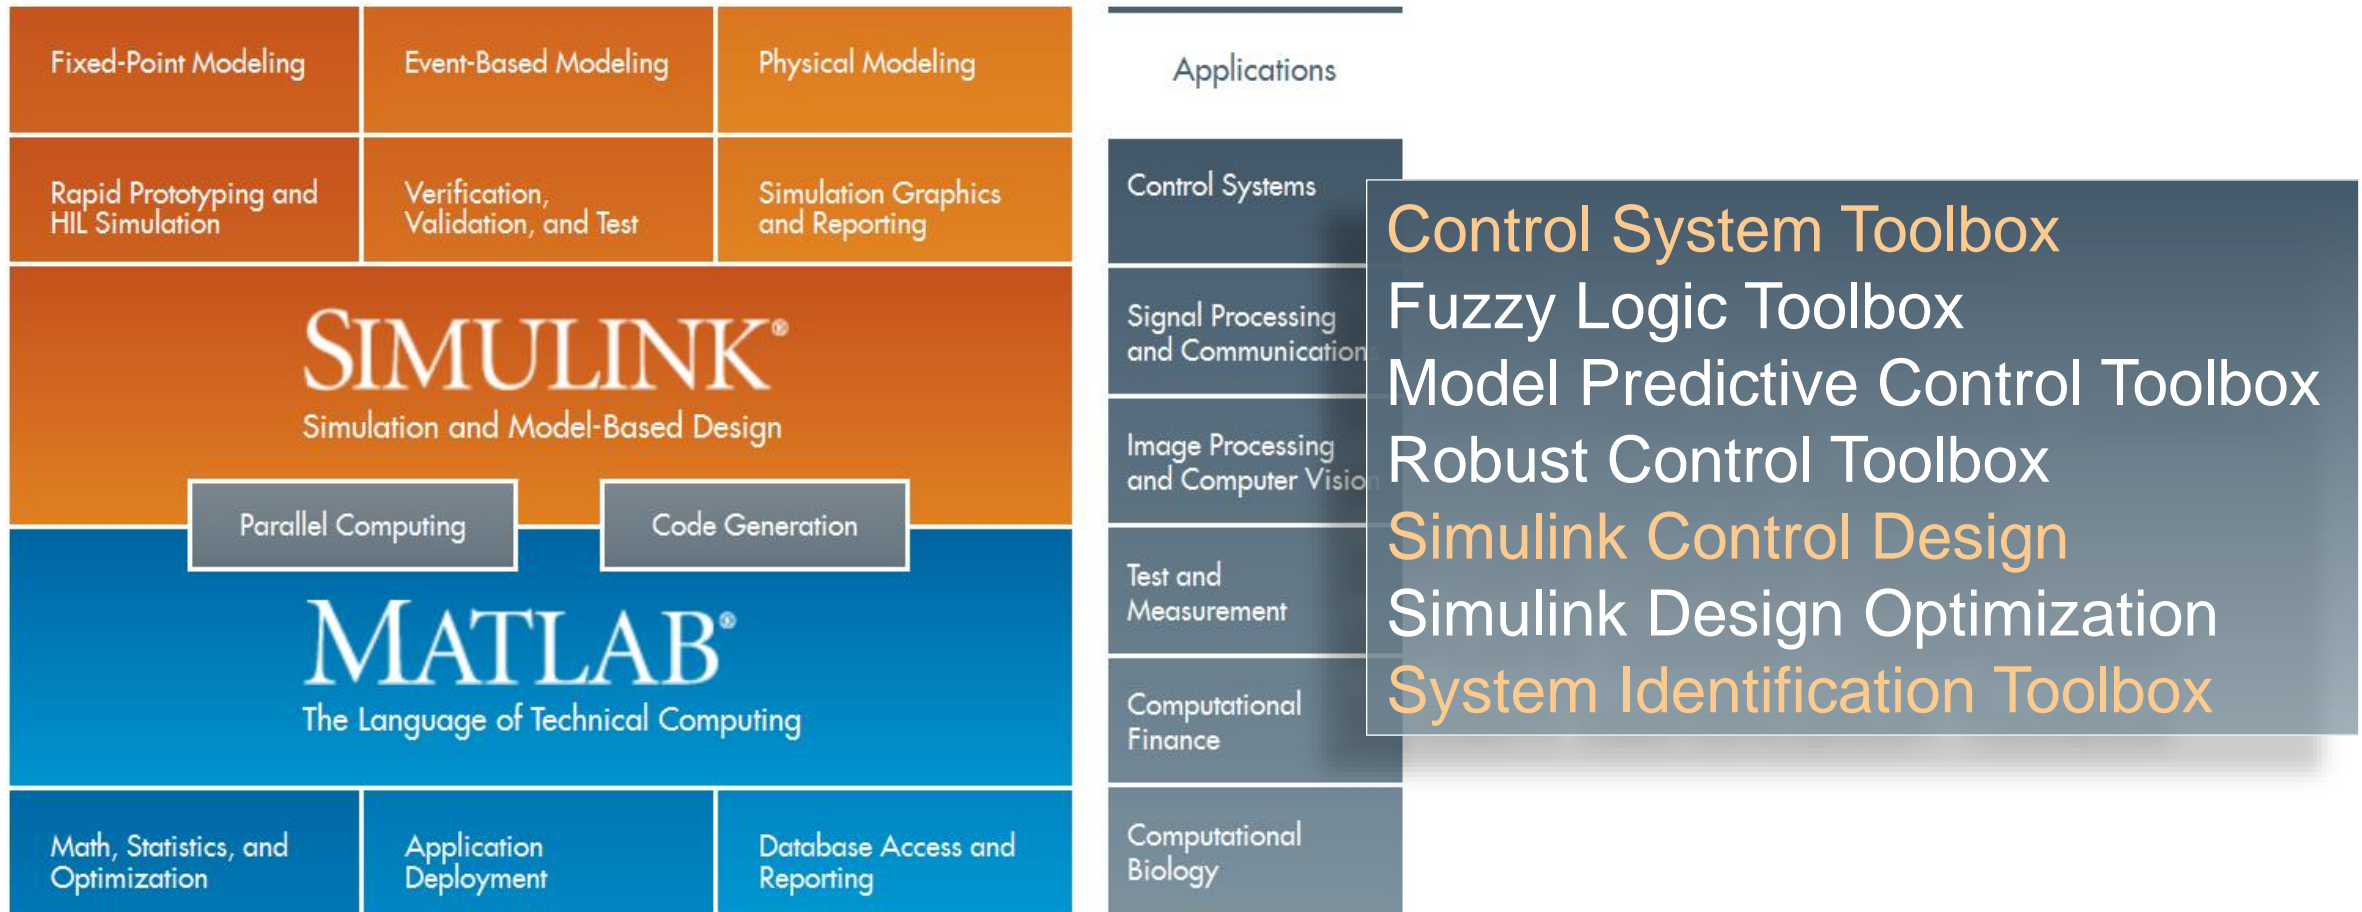 Fixed-Point Modeling
Event-Based Modeling
Physical Modeling
Rapid Prototyping and
HIL Simulation
Verification,
Validation, and Test
Simulation Graphics
and Reporting
SIMULINK®
Simulation and Model-Based Design
Parallel Computing
Code Generation
MATLAB®
The Language of Technical Computing
Math, Statistics, and
Optimization
Application
Deployment
Database Access and
Reporting
Applications
Control Systems
Signal Processing
and Communications
Image Processing
and Computer Vision
Test and
Measurement
Computational
Finance
Computational
Biology
Control System Toolbox
Fuzzy Logic Toolbox
Model Predictive Control Toolbox
Robust Control Toolbox
Simulink Control Design
Simulink Design Optimization
System Identification Toolbox